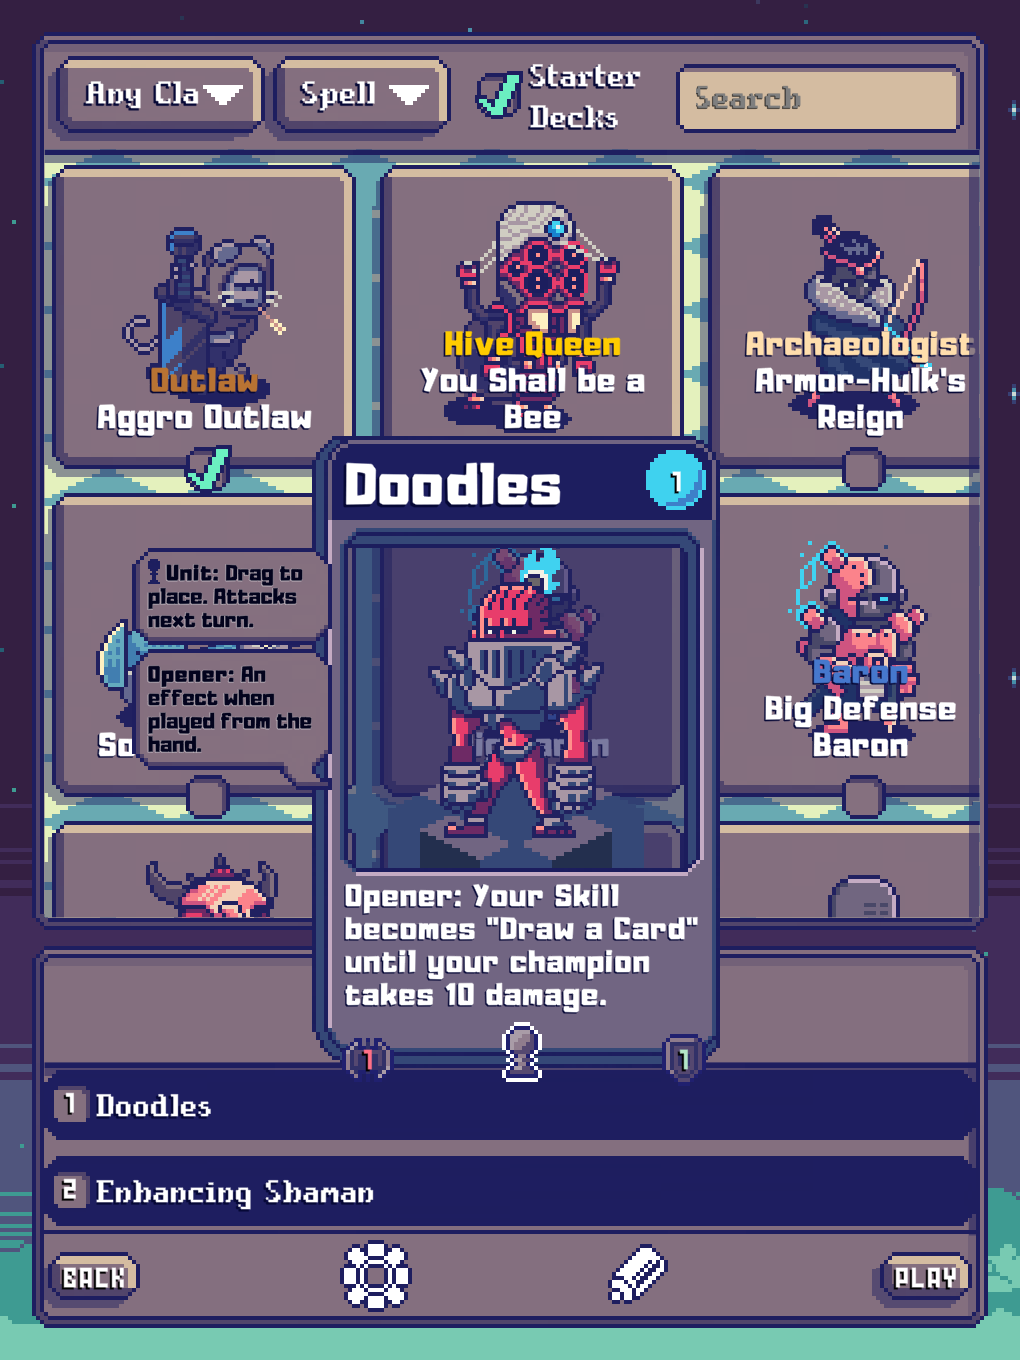 Any Cla
Spell
Starter
Decks
Search
Outlaw
Aggro Outlaw
Hive Queen
You Shall be a
Bee
Archaeologist
Armor-Hulk's
Reign
Doodles
1
Unit: Drag to
place. Attacks
next turn.
Opener: An
effect when
played from the
hand.
So
Baron
Big Defense
Baron
Opener: Your Skill
becomes "Draw a Card"
until your champion
takes 10 damage.
1
1
1 Doodles
2 Enhancing Shaman
BACK
PLAY